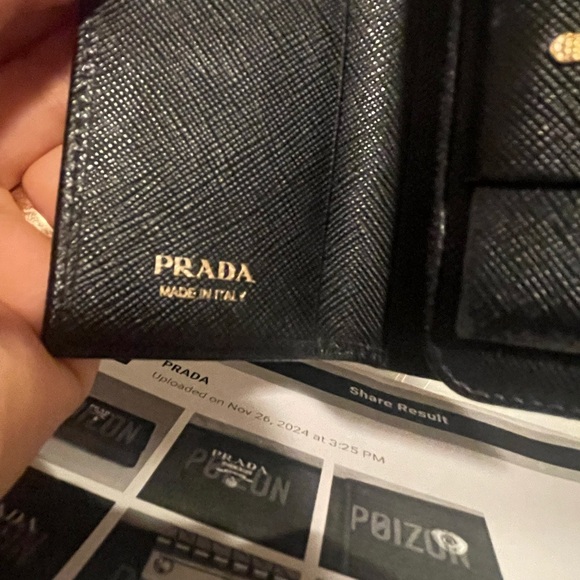 PRADA
MADE IN ITALY
PRADA
Share Result
Uploaded on Nov 26, 2024 at 3:25 PM
PRADA
POIZON
POIZON